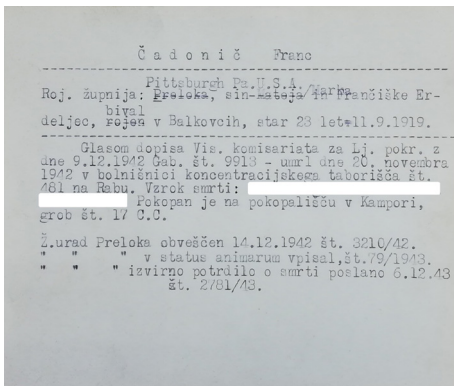 Čadonič Franc
Pittsburgh Pa.U.S.A.
Roj. župnija: Preloka, sin Mateja/Marka in Frančiške Er-
bival
deljec, rojen v Balkovcih, star 23 let=11.9.1919.
Glasom dopisa Vis. komisariata za Lj. pokr. z
dne 9.12.1942 Gab. št. 9913 - umrl dne 20. novembra
1942 v bolnišnici koncentracijskega taborišča št.
481 na Rabu. Vzrok smrti:
Pokopan je na pokopališču v Kampori,
grob št. 17 C.C.
Ž.urad Preloka obveščen 14.12.1942 št. 3210/42.
" " " v status animarum vpisal,št.79/1943.
" " " izvirno potrdilo o smrti poslano 6.12.43
št. 2781/43.